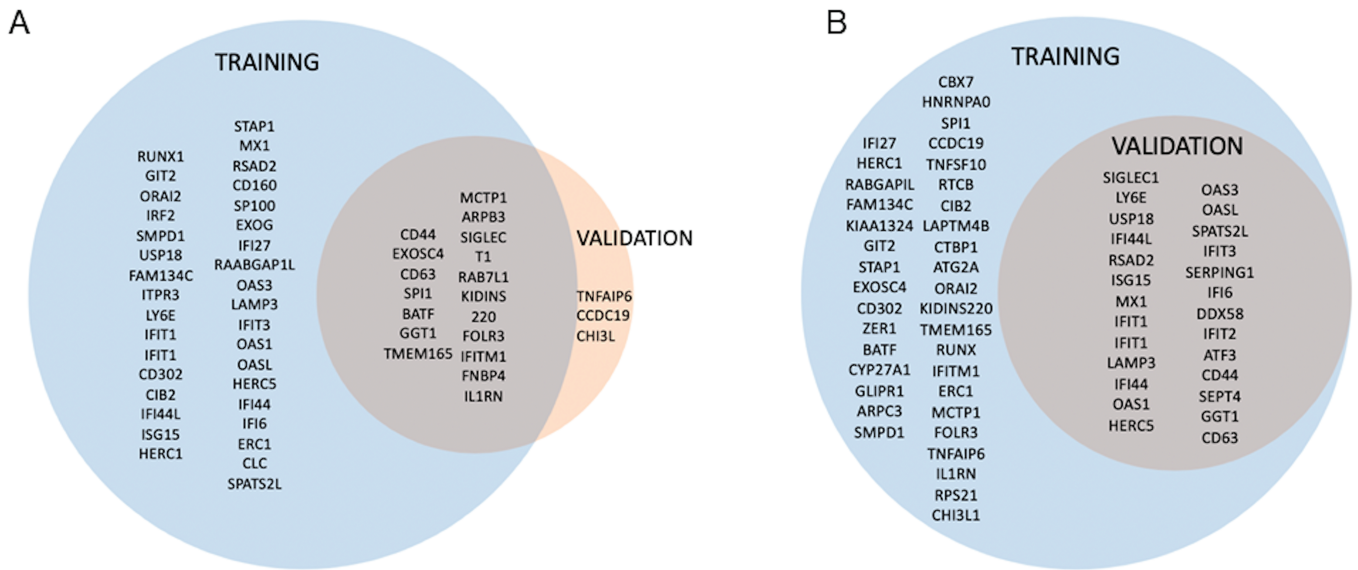 A
TRAINING
RUNX1
GIT2
ORAI2
IRF2
SMPD1
USP18
FAM134C
ITPR3
LY6E
IFIT1
IFIT1
CD302
CIB2
IFI44L
ISG15
HERC1
STAP1
MX1
RSAD2
CD160
SP100
EXOG
IFI27
RAABGAP1L
OAS3
LAMP3
IFIT3
OAS1
OASL
HERC5
IFI44
IFI6
ERC1
CLC
SPATS2L
CD44
EXOSC4
CD63
SPI1
BATF
GGT1
TMEM165
MCTP1
ARPB3
SIGLEC
T1
RAB7L1
KIDINS
220
FOLR3
IFITM1
FNBP4
IL1RN
VALIDATION
TNFAIP6
CCDC19
CHI3L
B
TRAINING
IFI27
HERC1
RABGAPIL
FAM134C
KIAA1324
GIT2
STAP1
EXOSC4
CD302
ZER1
BATF
CYP27A1
GLIPR1
ARPC3
SMPD1
CBX7
HNRNPA0
SPI1
CCDC19
TNFSF10
RTCB
CIB2
LAPTM4B
CTBP1
ATG2A
ORAI2
KIDINS220
TMEM165
RUNX
IFITM1
ERC1
MCTP1
FOLR3
TNFAIP6
IL1RN
RPS21
CHI3L1
VALIDATION
SIGLEC1
LY6E
USP18
IFI44L
RSAD2
ISG15
MX1
IFIT1
IFIT1
LAMP3
IFI44
OAS1
HERC5
OAS3
OASL
SPATS2L
IFIT3
SERPING1
IFI6
DDX58
IFIT2
ATF3
CD44
SEPT4
GGT1
CD63